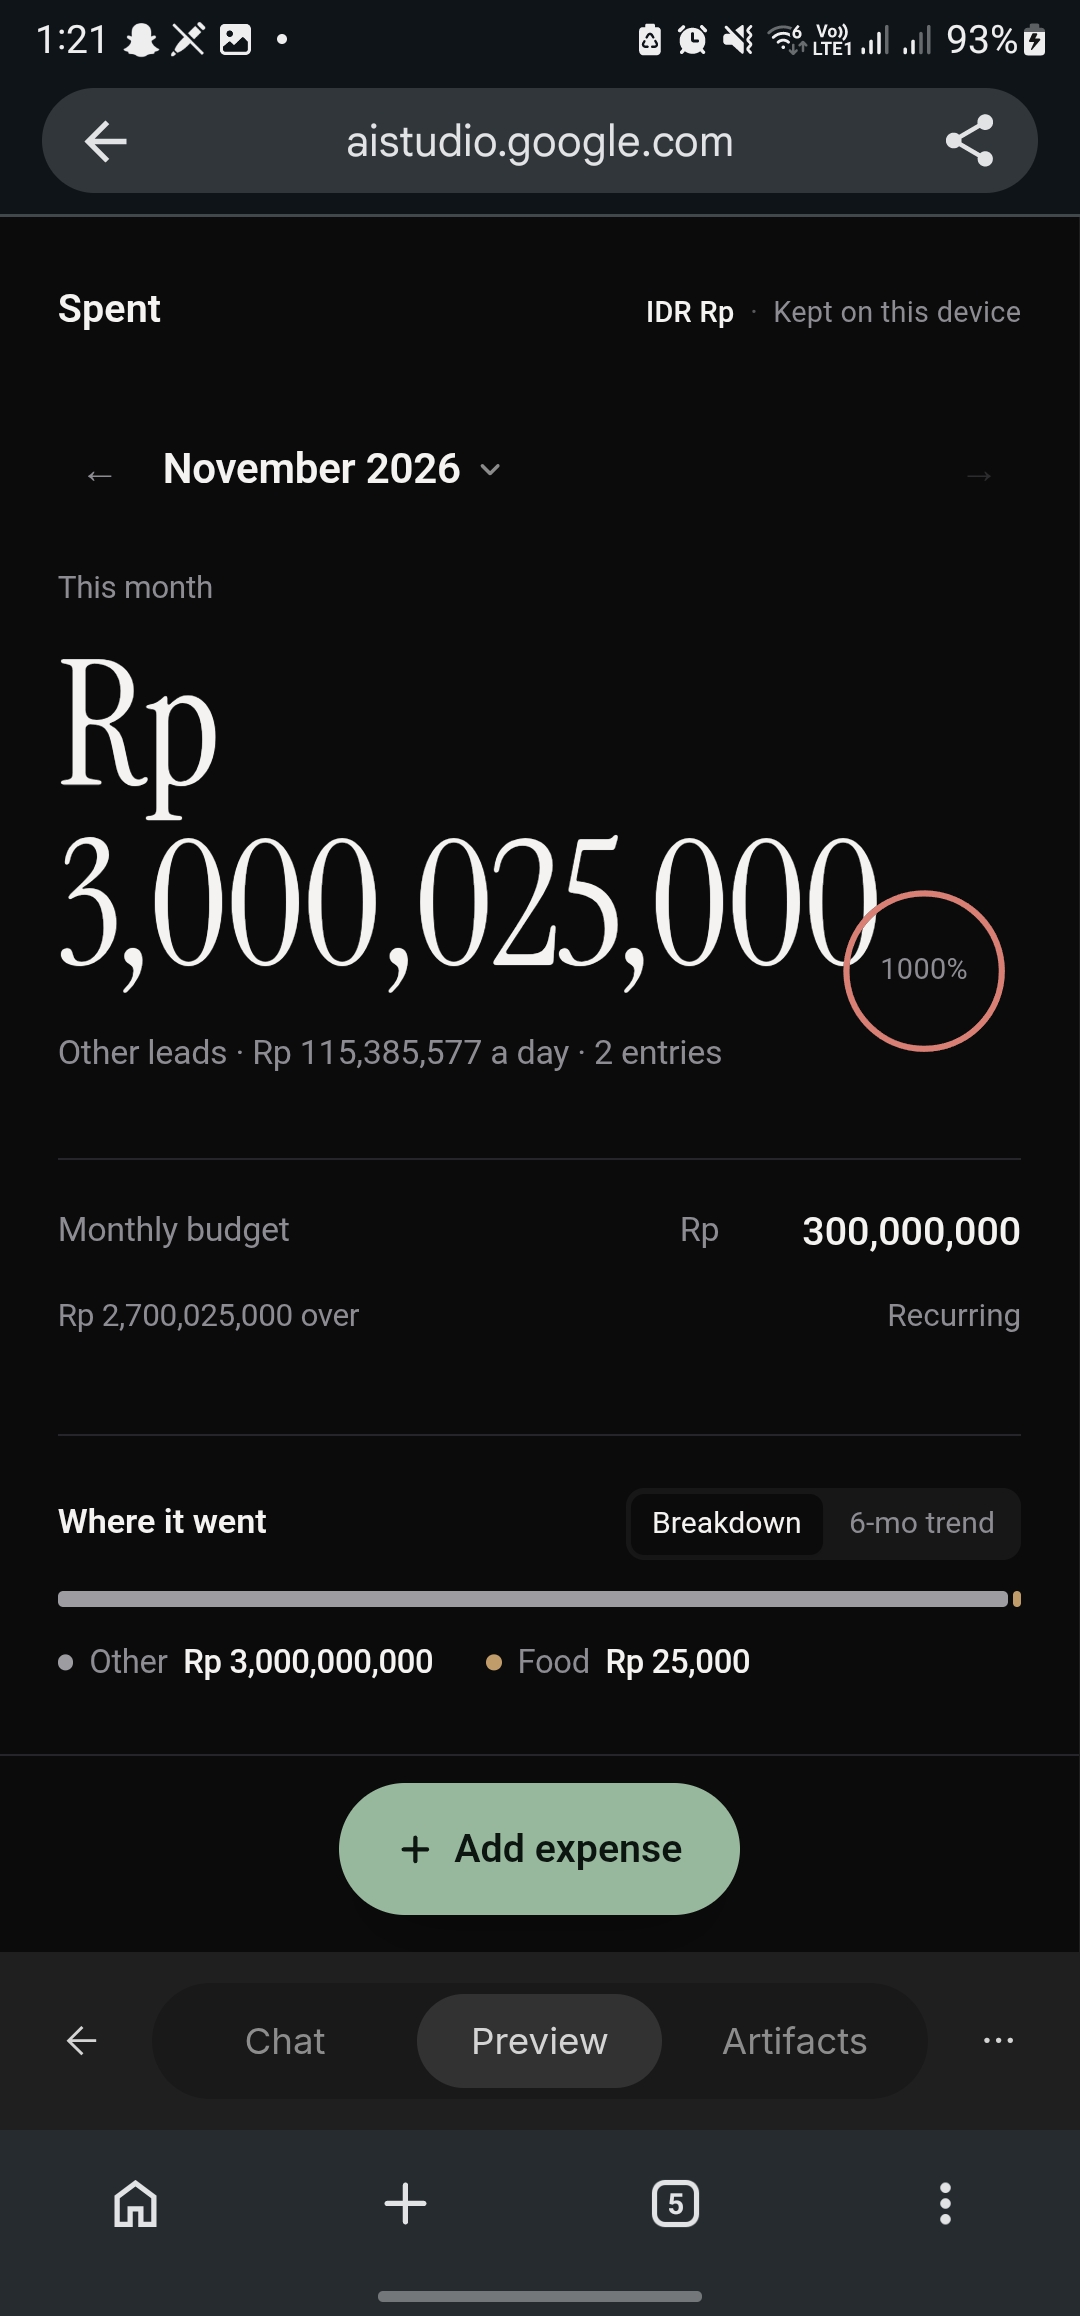 1:21
6
Vo))
LTE1
93%
aistudio.google.com
Spent
IDR Rp · Kept on this device
← November 2026 →
This month
Rp
3,000,025,000
1000%
Other leads · Rp 115,385,577 a day · 2 entries
Monthly budget Rp 300,000,000
Rp 2,700,025,000 over Recurring
Where it went Breakdown 6-mo trend
Other Rp 3,000,000,000 Food Rp 25,000
+ Add expense
Chat Preview Artifacts
5